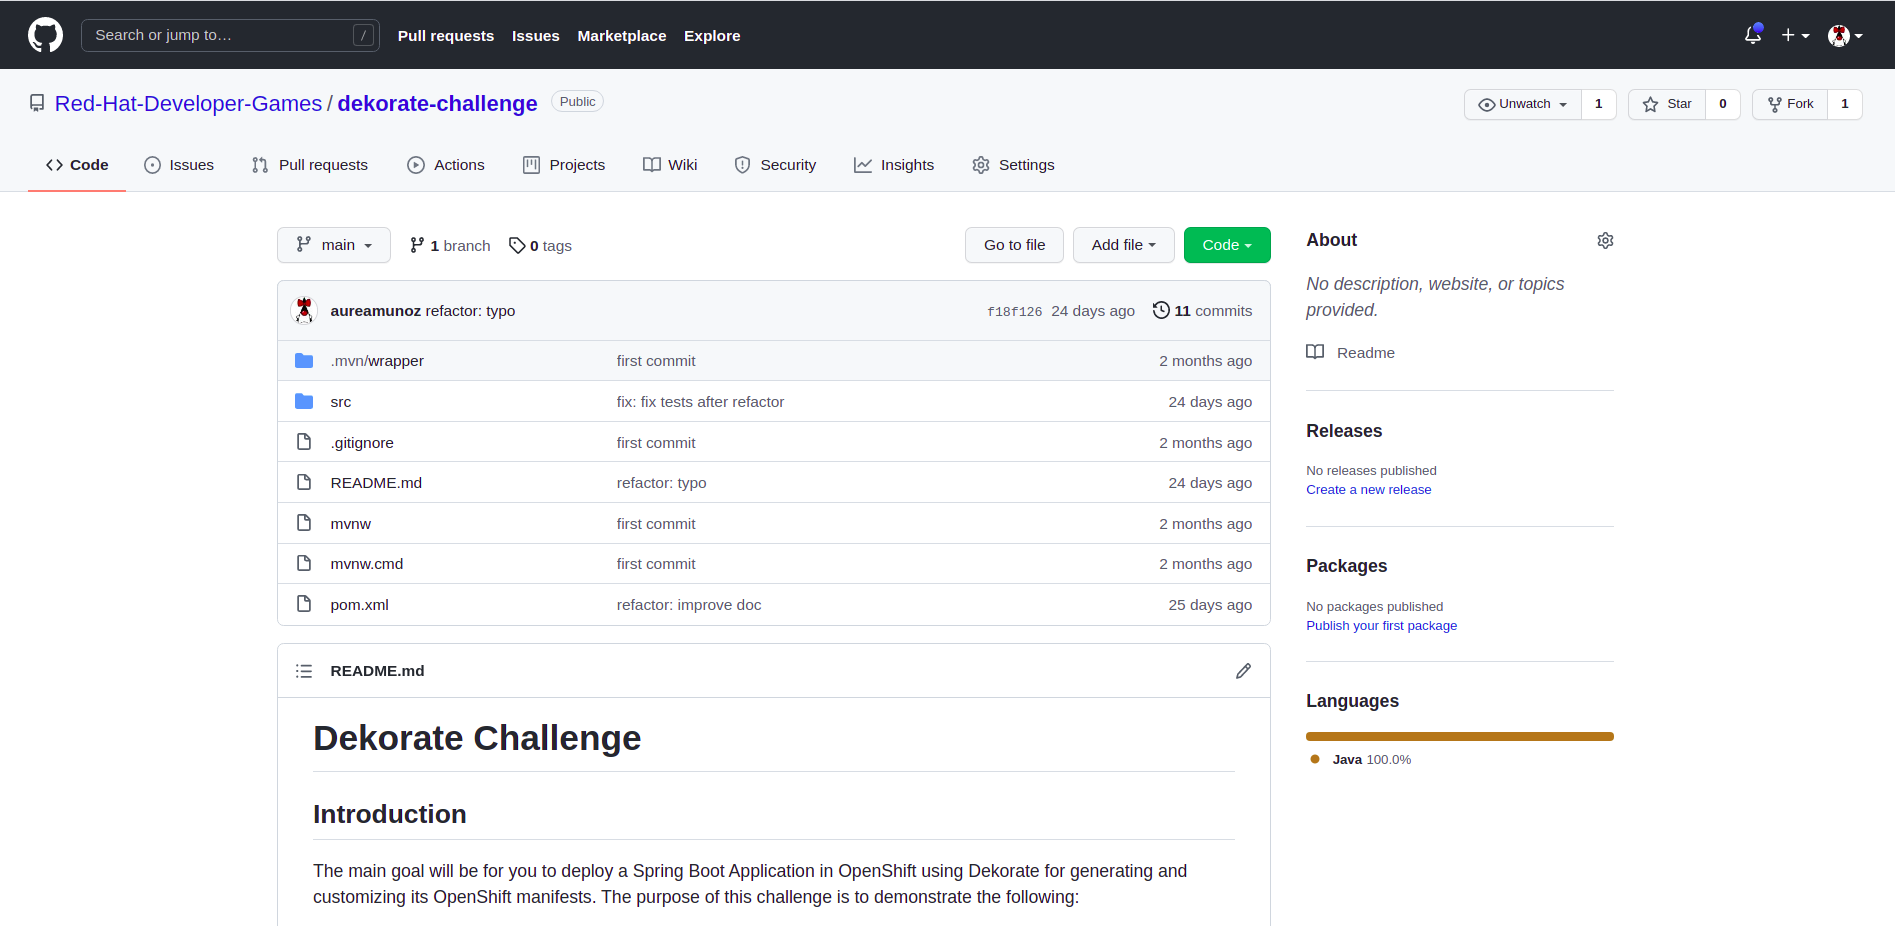 Search or jump to… /
Pull requests Issues Marketplace Explore
Red-Hat-Developer-Games / dekorate-challenge Public
Unwatch 1 Star 0 Fork 1
Code Issues Pull requests Actions Projects Wiki Security Insights Settings
main 1 branch 0 tags Go to file Add file Code
aureamunoz refactor: typo f18f126 24 days ago 11 commits
.mvn/wrapper first commit 2 months ago
src fix: fix tests after refactor 24 days ago
.gitignore first commit 2 months ago
README.md refactor: typo 24 days ago
mvnw first commit 2 months ago
mvnw.cmd first commit 2 months ago
pom.xml refactor: improve doc 25 days ago
README.md
Dekorate Challenge
Introduction
The main goal will be for you to deploy a Spring Boot Application in OpenShift using Dekorate for generating and
customizing its OpenShift manifests. The purpose of this challenge is to demonstrate the following:
About
No description, website, or topics
provided.
Readme
Releases
No releases published
Create a new release
Packages
No packages published
Publish your first package
Languages
Java 100.0%